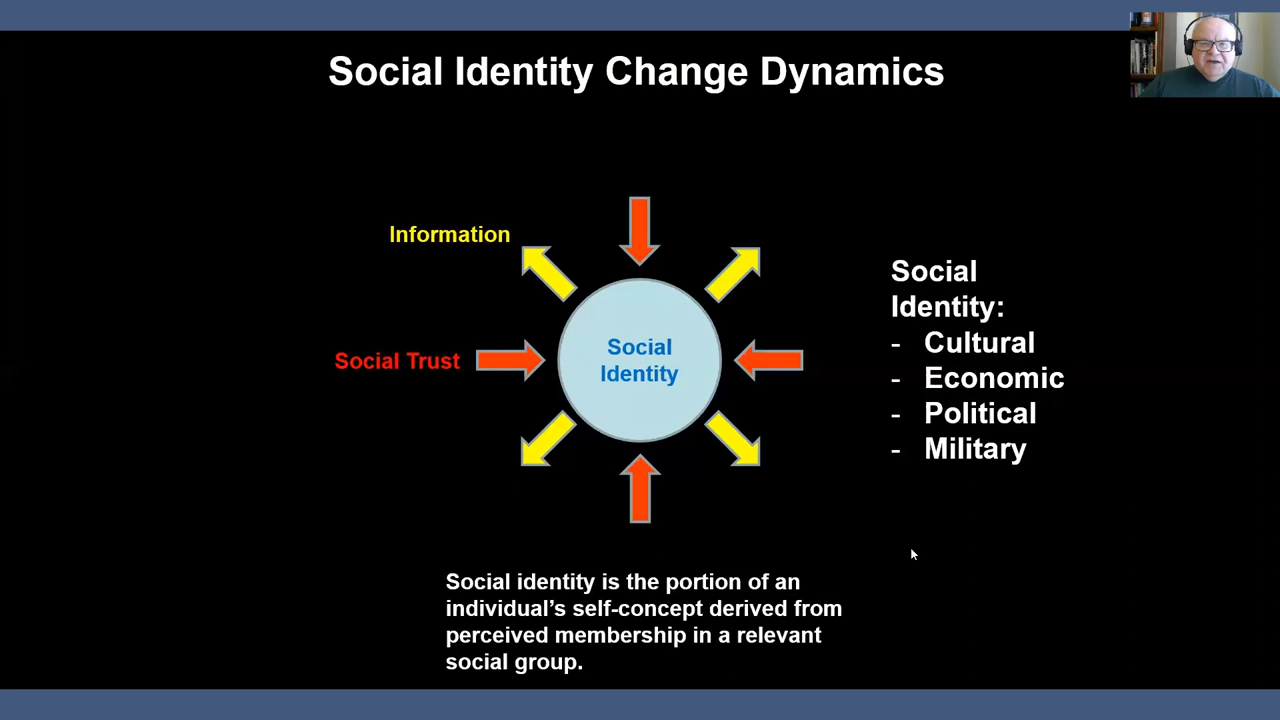 Social Identity Change Dynamics
Information
Social Trust
Social
Identity
Social
Identity:
- Cultural
- Economic
- Political
- Military
Social identity is the portion of an
individual’s self-concept derived from
perceived membership in a relevant
social group.